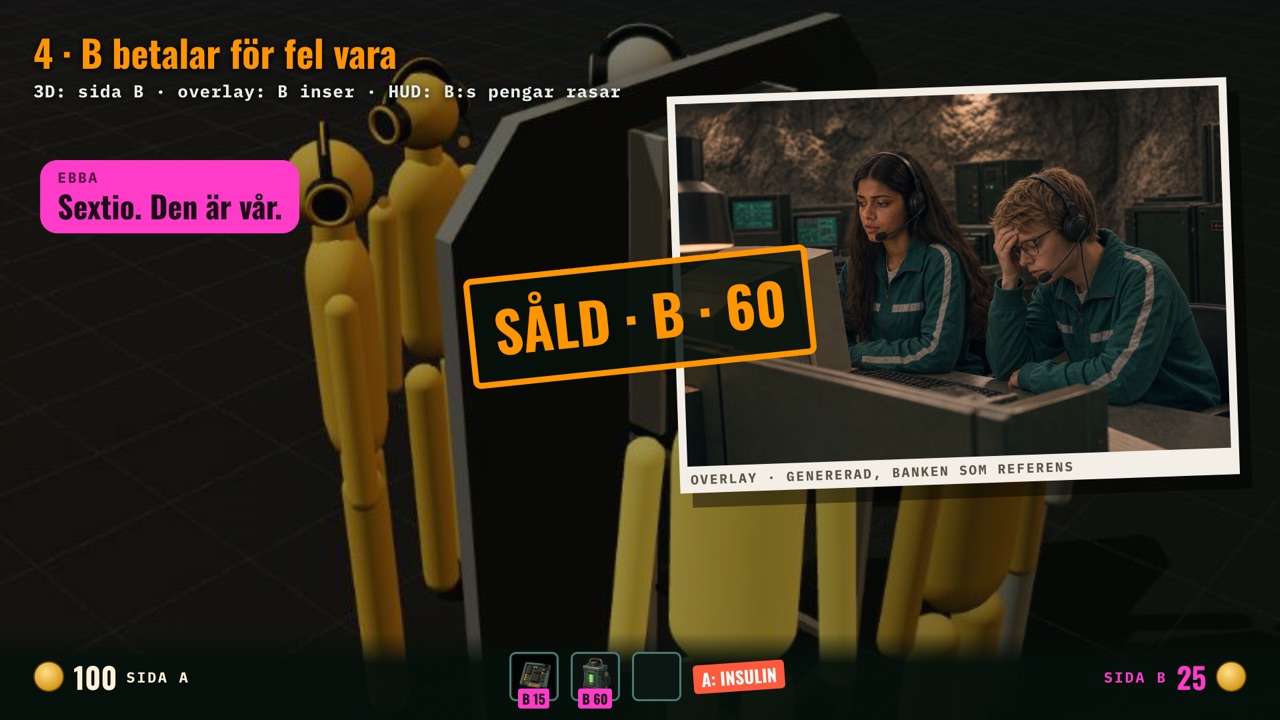 4 · B betalar för fel vara
3D: sida B · overlay: B inser · HUD: B:s pengar rasar
EBBA
Sextio. Den är vår.
SÅLD · B · 60
OVERLAY · GENERERAD, BANKEN SOM REFERENS
100 SIDA A
B 15
B 60
A: INSULIN
SIDA B 25